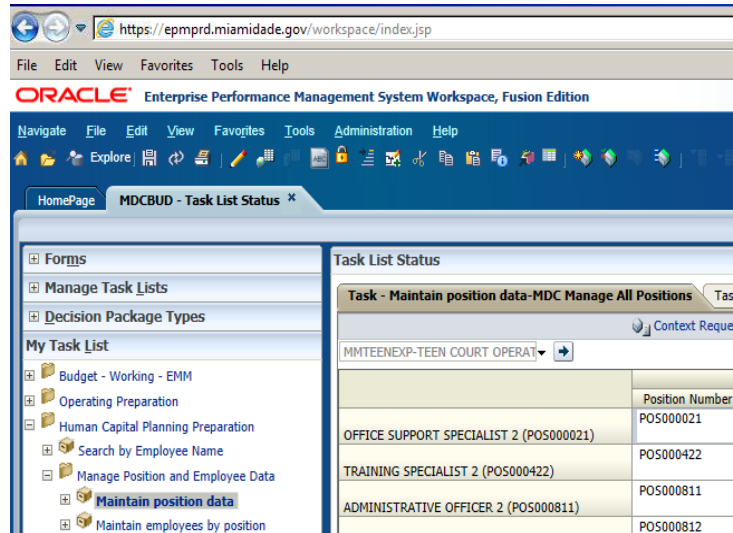 https://epmprd.miamidade.gov/workspace/index.jsp
File Edit View Favorites Tools Help
ORACLE Enterprise Performance Management System Workspace, Fusion Edition
Navigate File Edit View Favorites Tools Administration Help
Explore
HomePage MDCBUD - Task List Status
Forms
Manage Task Lists
Decision Package Types
My Task List
Budget - Working - EMM
Operating Preparation
Human Capital Planning Preparation
Search by Employee Name
Manage Position and Employee Data
Maintain position data
Maintain employees by position
Task List Status
Task - Maintain position data-MDC Manage All Positions Tas
Context Reque
MMTEENEXP-TEEN COURT OPERAT
Position Number
OFFICE SUPPORT SPECIALIST 2 (POS000021) POS000021
TRAINING SPECIALIST 2 (POS000422) POS000422
ADMINISTRATIVE OFFICER 2 (POS000811) POS000811
POS000812